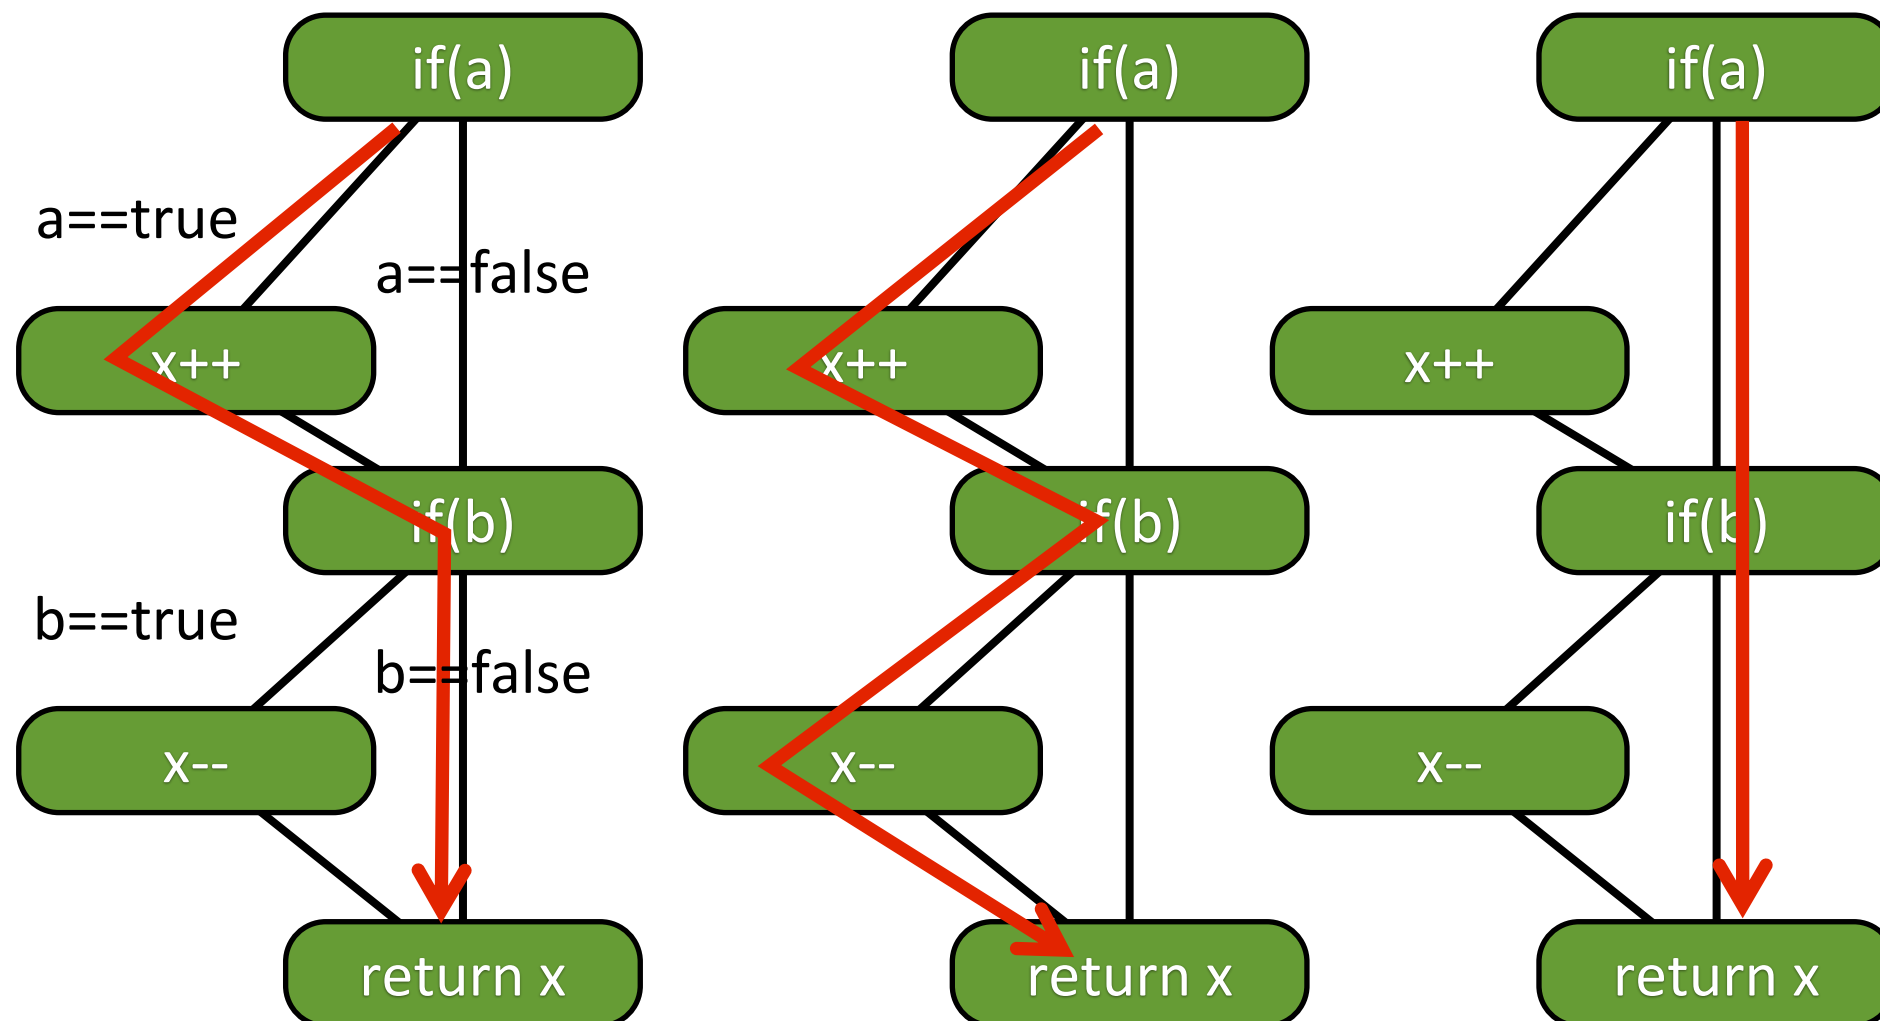 if(a)
a==true
a==false
x++
if(b)
b==true
b==false
x--
return x
if(a)
x++
if(b)
x--
return x
if(a)
x++
if(b)
x--
return x